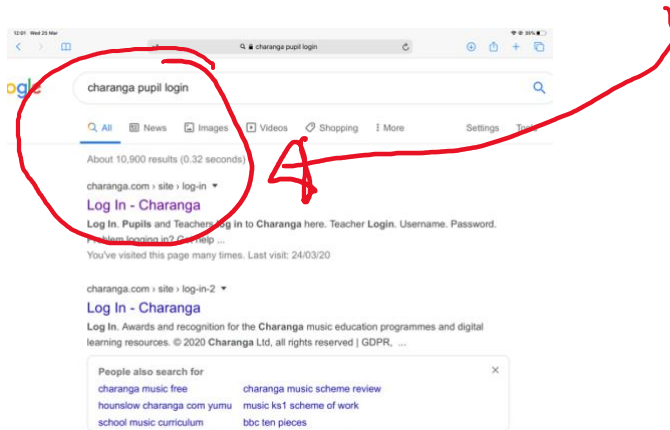 12:01 Wed 25 Mar
charanga pupil login
ogle
charanga pupil login
All News Images Videos Shopping More Settings Tools
About 10,900 results (0.32 seconds)
charanga.com › site › log-in
Log In - Charanga
Log In. Pupils and Teachers log in to Charanga here. Teacher Login. Username. Password.
Problem logging in? Get help ...
You've visited this page many times. Last visit: 24/03/20
charanga.com › site › log-in-2
Log In - Charanga
Log In. Awards and recognition for the Charanga music education programmes and digital
learning resources. © 2020 Charanga Ltd, all rights reserved | GDPR, ...
People also search for
charanga music free charanga music scheme review
hounslow charanga com yumu music ks1 scheme of work
school music curriculum bbc ten pieces